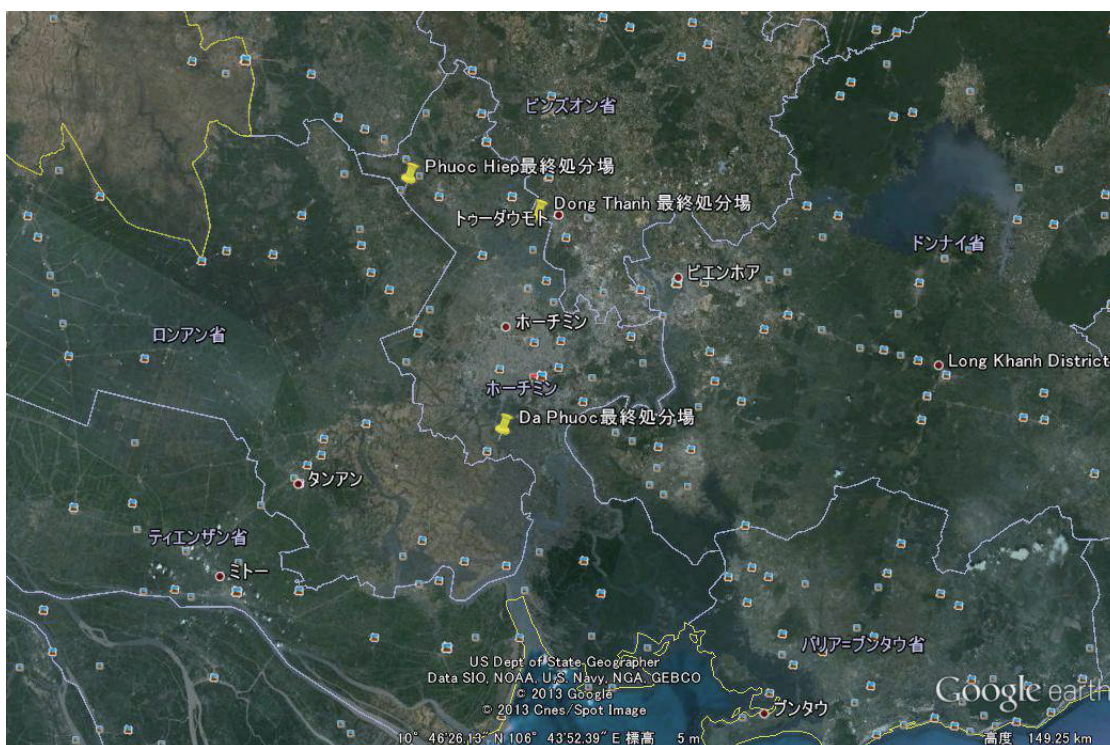 ビンズオン省
Phuoc Hiep最終処分場
Dong Thanh 最終処分場
トゥーダウモト
ドンナイ省
ビエンホア
ホーチミン
ロンアン省
Long Khanh District
ホーチミン
Da Phuoc最終処分場
タンアン
ティエンザン省
ミトー
バリア=ブンタウ省
US Dept of State Geographer
Data SIO, NOAA, U.S. Navy, NGA, GEBCO
© 2013 Google
© 2013 Cnes/Spot Image
Google earth
ブンタウ
10° 46'26.13" N 106° 43'52.39" E 標高 5 m
高度 149.25 km